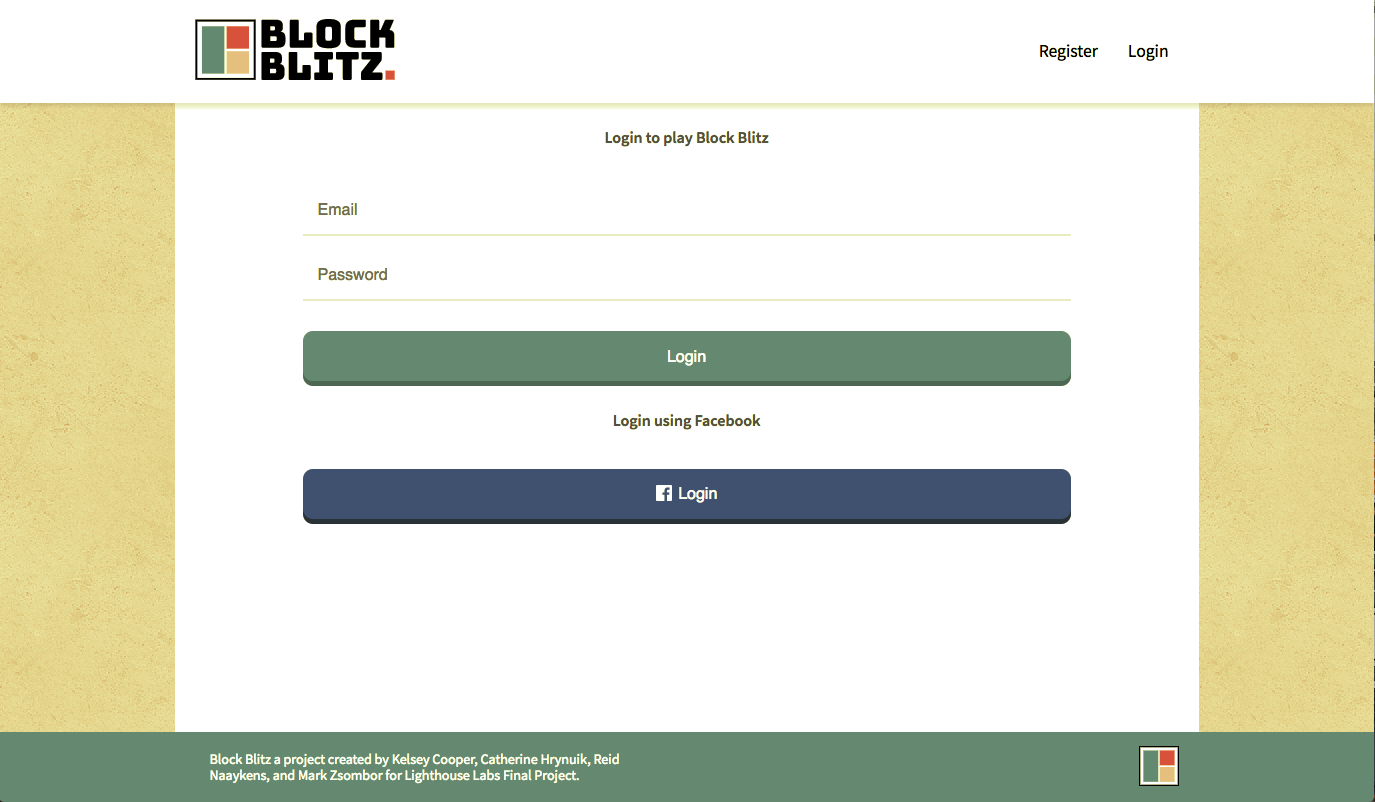 BLOCK
BLITZ.
Register Login
Login to play Block Blitz
Email
Password
Login
Login using Facebook
f Login
Block Blitz a project created by Kelsey Cooper, Catherine Hrynuik, Reid
Naaykens, and Mark Zsombor for Lighthouse Labs Final Project.